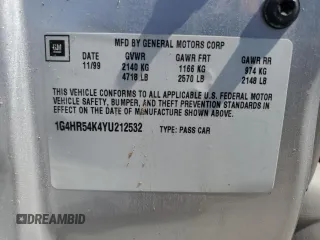 GM
MFD BY GENERAL MOTORS CORP
DATE GVWR GAWR FRT GAWR RR
11/99 2140 KG 1166 KG 974 KG
4718 LB 2570 LB 2148 LB
THIS VEHICLE CONFORMS TO ALL APPLICABLE U.S. FEDERAL MOTOR
VEHICLE SAFETY, BUMPER, AND THEFT PREVENTION STANDARDS
IN EFFECT ON THE DATE OF MANUFACTURE SHOWN ABOVE.
1G4HR54K4YU212532 TYPE: PASS CAR
DREAMBID